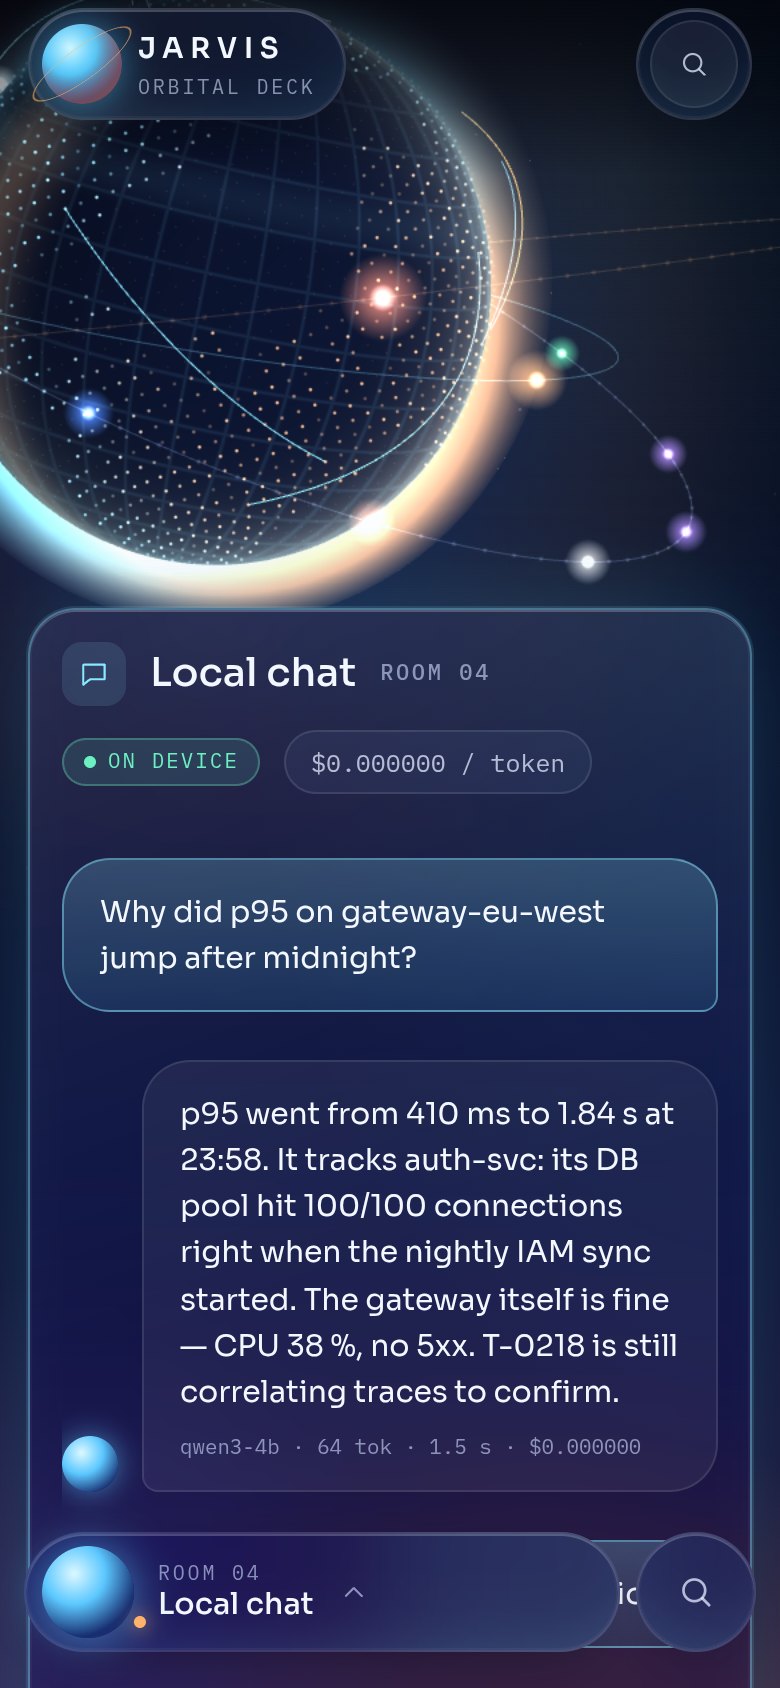 JARVIS
ORBITAL DECK
Local chat ROOM 04
ON DEVICE $0.000000 / token
Why did p95 on gateway-eu-west
jump after midnight?
p95 went from 410 ms to 1.84 s at
23:58. It tracks auth-svc: its DB
pool hit 100/100 connections
right when the nightly IAM sync
started. The gateway itself is fine
— CPU 38 %, no 5xx. T-0218 is still
correlating traces to confirm.
qwen3-4b · 64 tok · 1.5 s · $0.000000
ROOM 04
Local chat